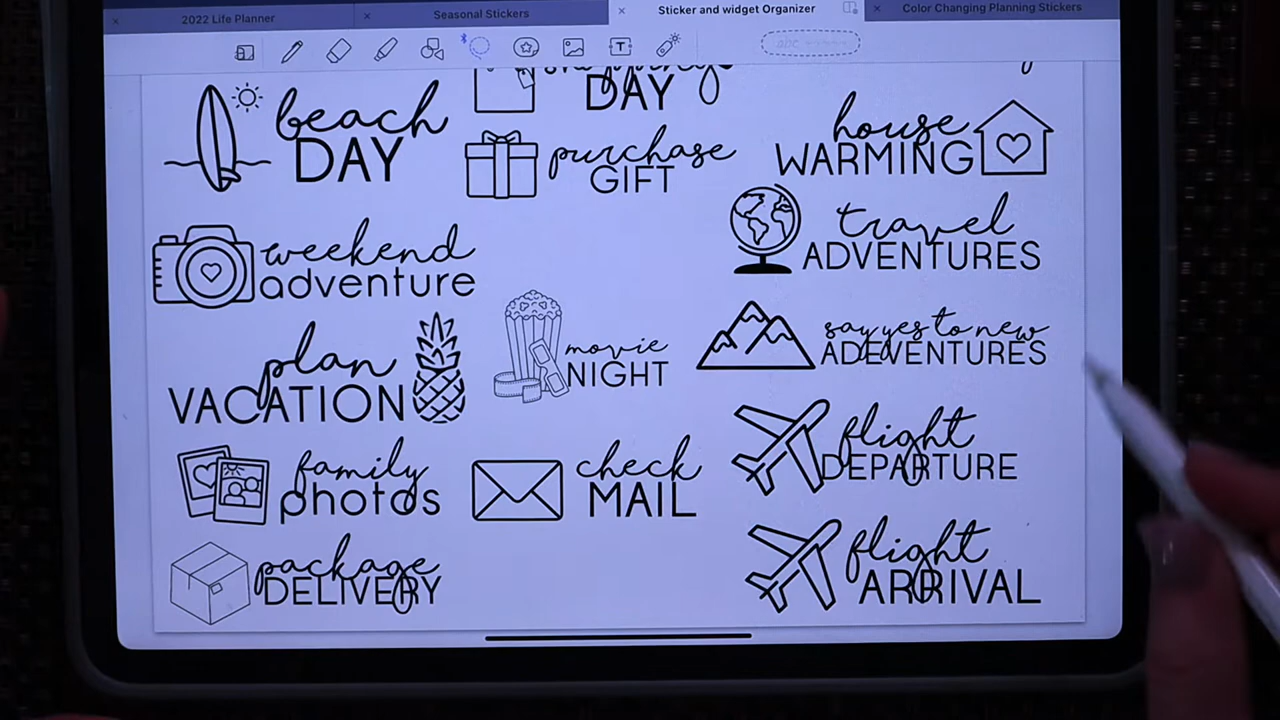 2022 Life Planner
Seasonal Stickers
Sticker and widget Organizer
Color Changing Planning Stickers
T
beach
DAY
DAY
purchase
GIFT
house
WARMING
weekend
adventure
travel
ADVENTURES
plan
VACATION
movie
NIGHT
say yes to new
ADEVENTURES
family
photos
check
MAIL
flight
DEPARTURE
package
DELIVERY
flight
ARRIVAL